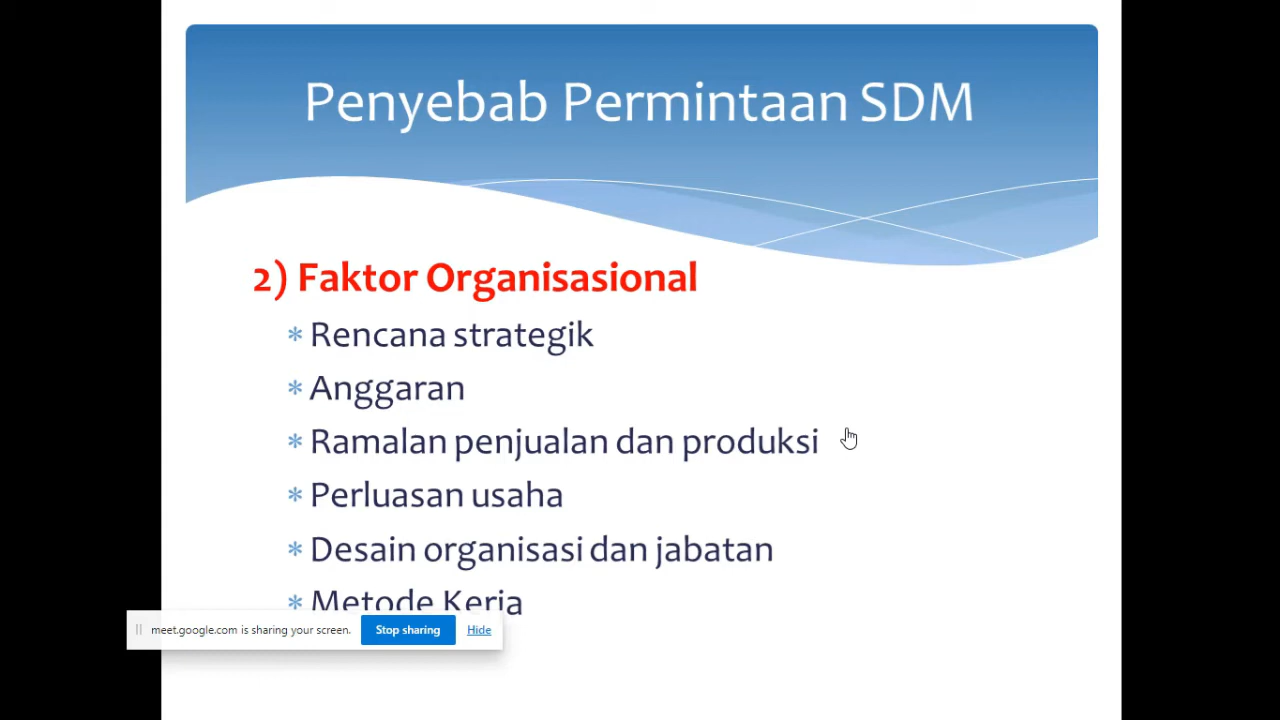 Penyebab Permintaan SDM
2) Faktor Organisasional
* Rencana strategik
* Anggaran
* Ramalan penjualan dan produksi
* Perluasan usaha
* Desain organisasi dan jabatan
* Metode Kerja
meet.google.com is sharing your screen. Stop sharing Hide